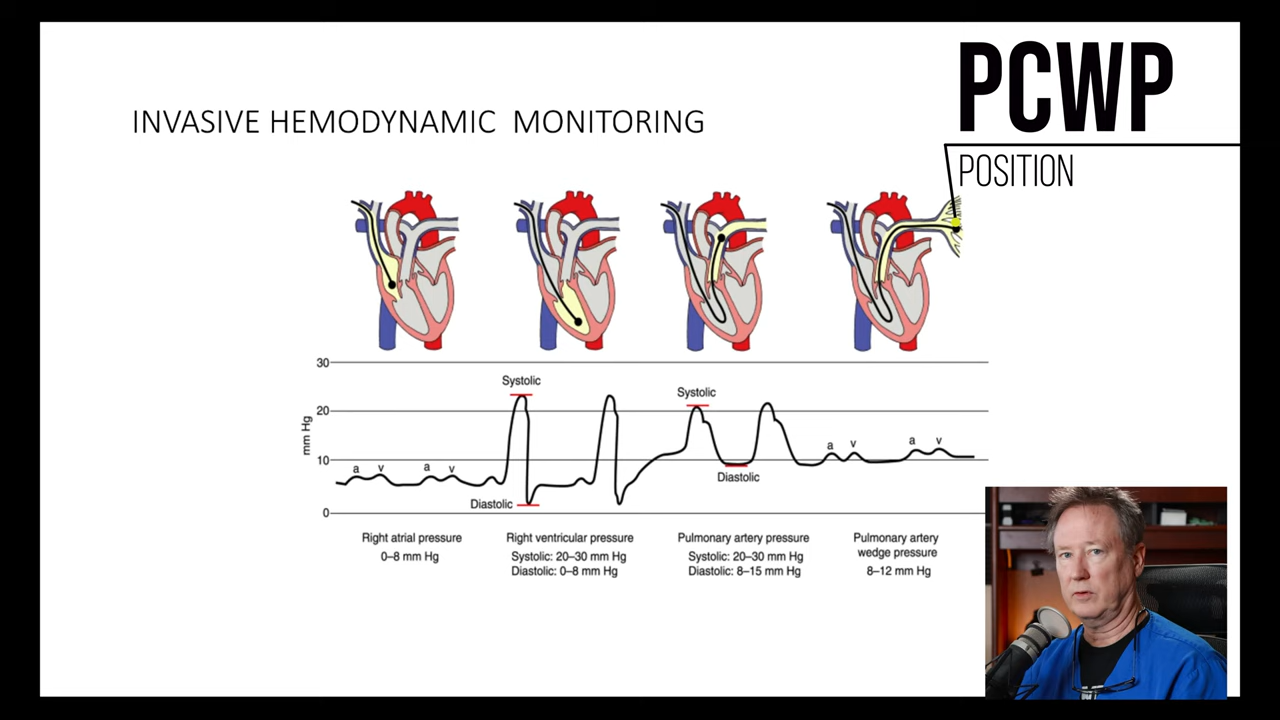 PCWP
POSITION
INVASIVE HEMODYNAMIC MONITORING
30
20
10
0
mm Hg
a v a v
Systolic
Diastolic
Systolic
Diastolic
a v a v
Right atrial pressure
0–8 mm Hg
Right ventricular pressure
Systolic: 20–30 mm Hg
Diastolic: 0–8 mm Hg
Pulmonary artery pressure
Systolic: 20–30 mm Hg
Diastolic: 8–15 mm Hg
Pulmonary artery
wedge pressure
8–12 mm Hg